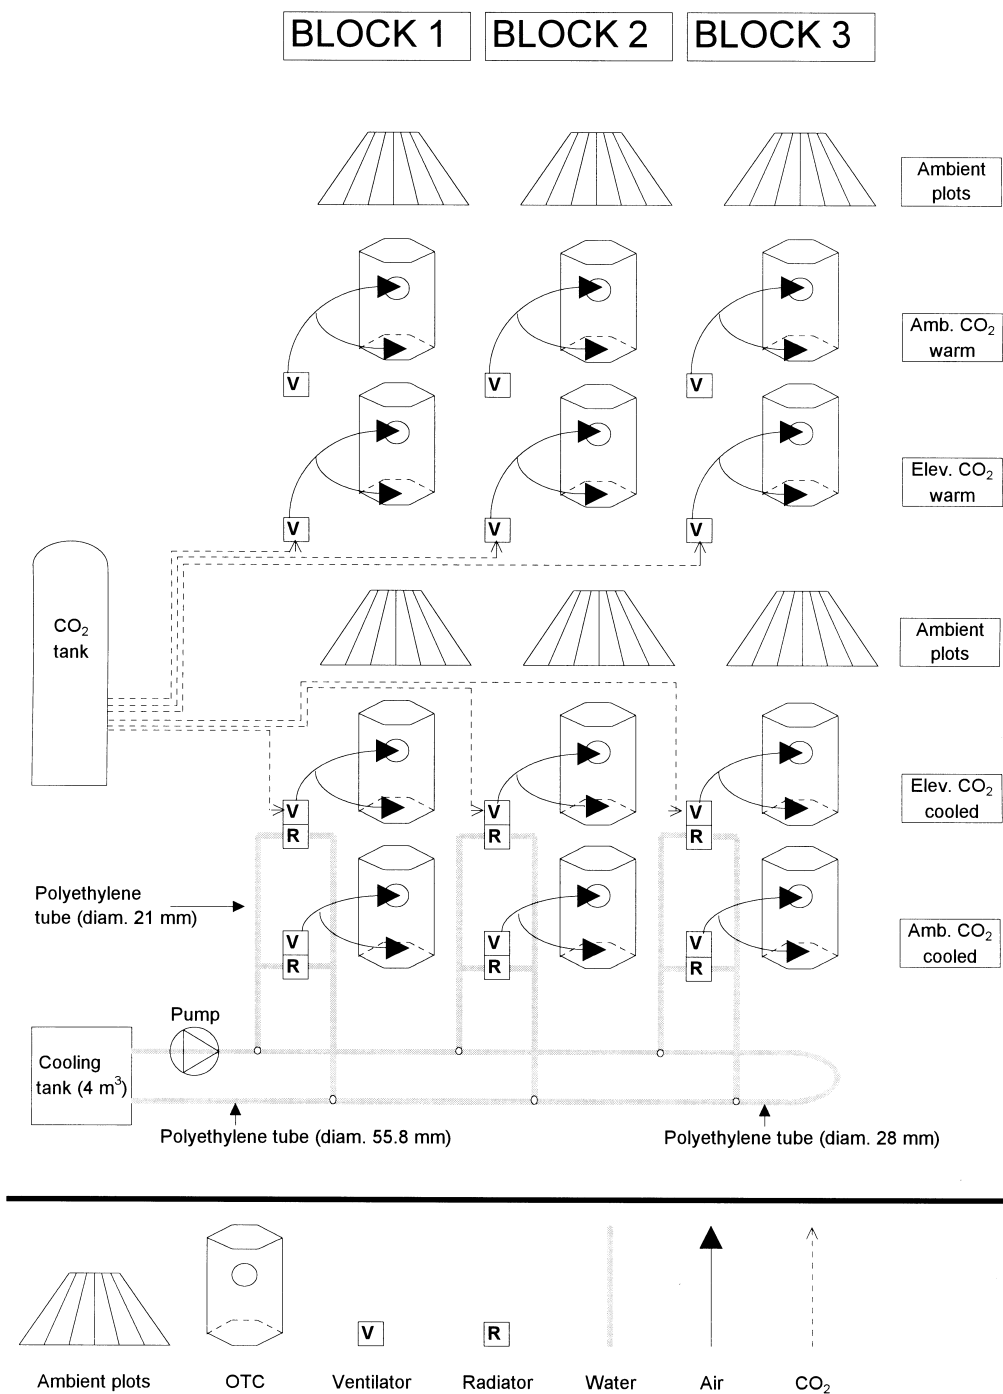 BLOCK 1
BLOCK 2
BLOCK 3
Ambient
plots
Amb. CO₂
warm
V
V
V
Elev. CO₂
warm
V
V
V
CO₂
tank
Ambient
plots
Elev. CO₂
cooled
V
R
V
R
V
R
Polyethylene
tube (diam. 21 mm)
Amb. CO₂
cooled
V
R
V
R
V
R
Pump
Cooling
tank (4 m³)
Polyethylene tube (diam. 55.8 mm)
Polyethylene tube (diam. 28 mm)
V
R
Ambient plots
OTC
Ventilator
Radiator
Water
Air
CO₂